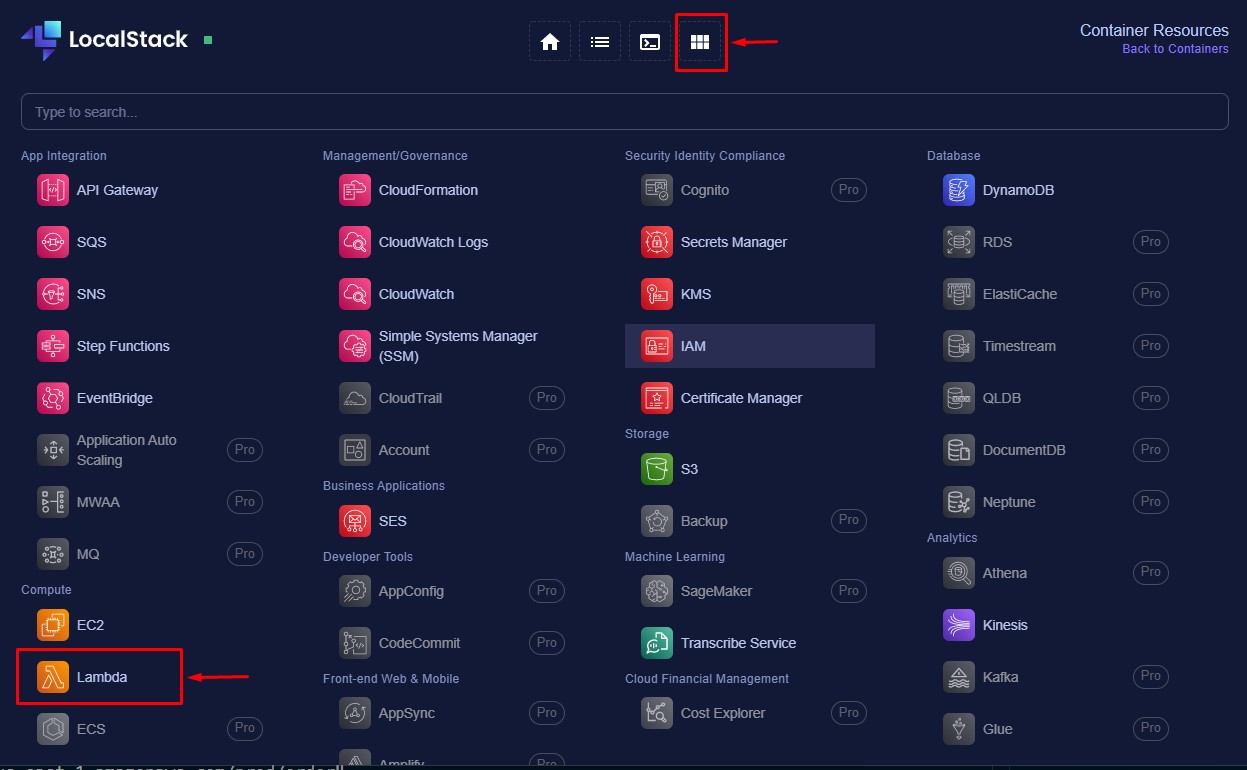 LocalStack
Container Resources
Back to Containers
Type to search...
App Integration
API Gateway
SQS
SNS
Step Functions
EventBridge
Application Auto
Scaling
Pro
MWAA
Pro
MQ
Pro
Compute
EC2
Lambda
ECS
Pro
Management/Governance
CloudFormation
CloudWatch Logs
CloudWatch
Simple Systems Manager
(SSM)
CloudTrail
Pro
Account
Pro
Business Applications
SES
Developer Tools
AppConfig
Pro
CodeCommit
Pro
Front-end Web & Mobile
AppSync
Pro
Amplify
Pro
Security Identity Compliance
Cognito
Pro
Secrets Manager
KMS
IAM
Certificate Manager
Storage
S3
Backup
Pro
Machine Learning
SageMaker
Pro
Transcribe Service
Cloud Financial Management
Cost Explorer
Pro
Database
DynamoDB
RDS
Pro
ElastiCache
Pro
Timestream
Pro
QLDB
Pro
DocumentDB
Pro
Neptune
Pro
Analytics
Athena
Pro
Kinesis
Kafka
Pro
Glue
Pro